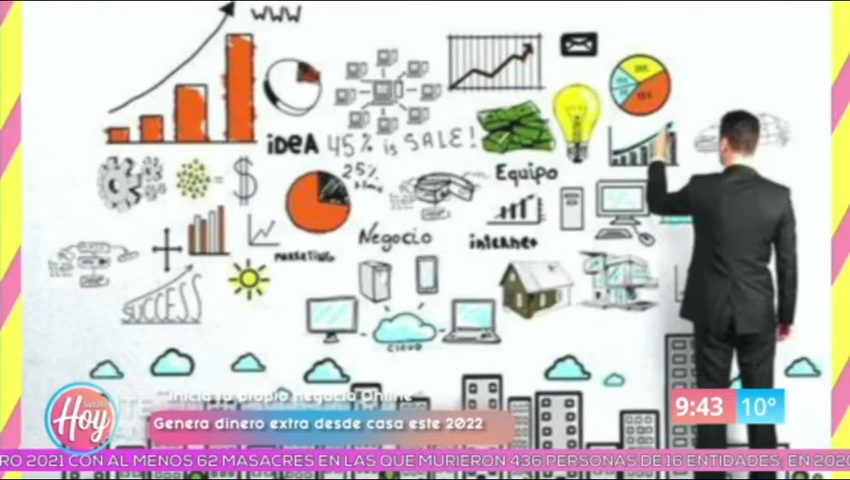 WWW
iDEA 45% is SALE!
25%
Equipo
$
Negocio
internet
marketing
SUCCESS
CLOUD
"Inicia tu propio negocio Online"
Hoy
Genera dinero extra desde casa este 2022
9:43 10°
RO 2021 CON AL MENOS 62 MASACRES EN LAS QUE MURIERON 436 PERSONAS DE 16 ENTIDADES, EN 202